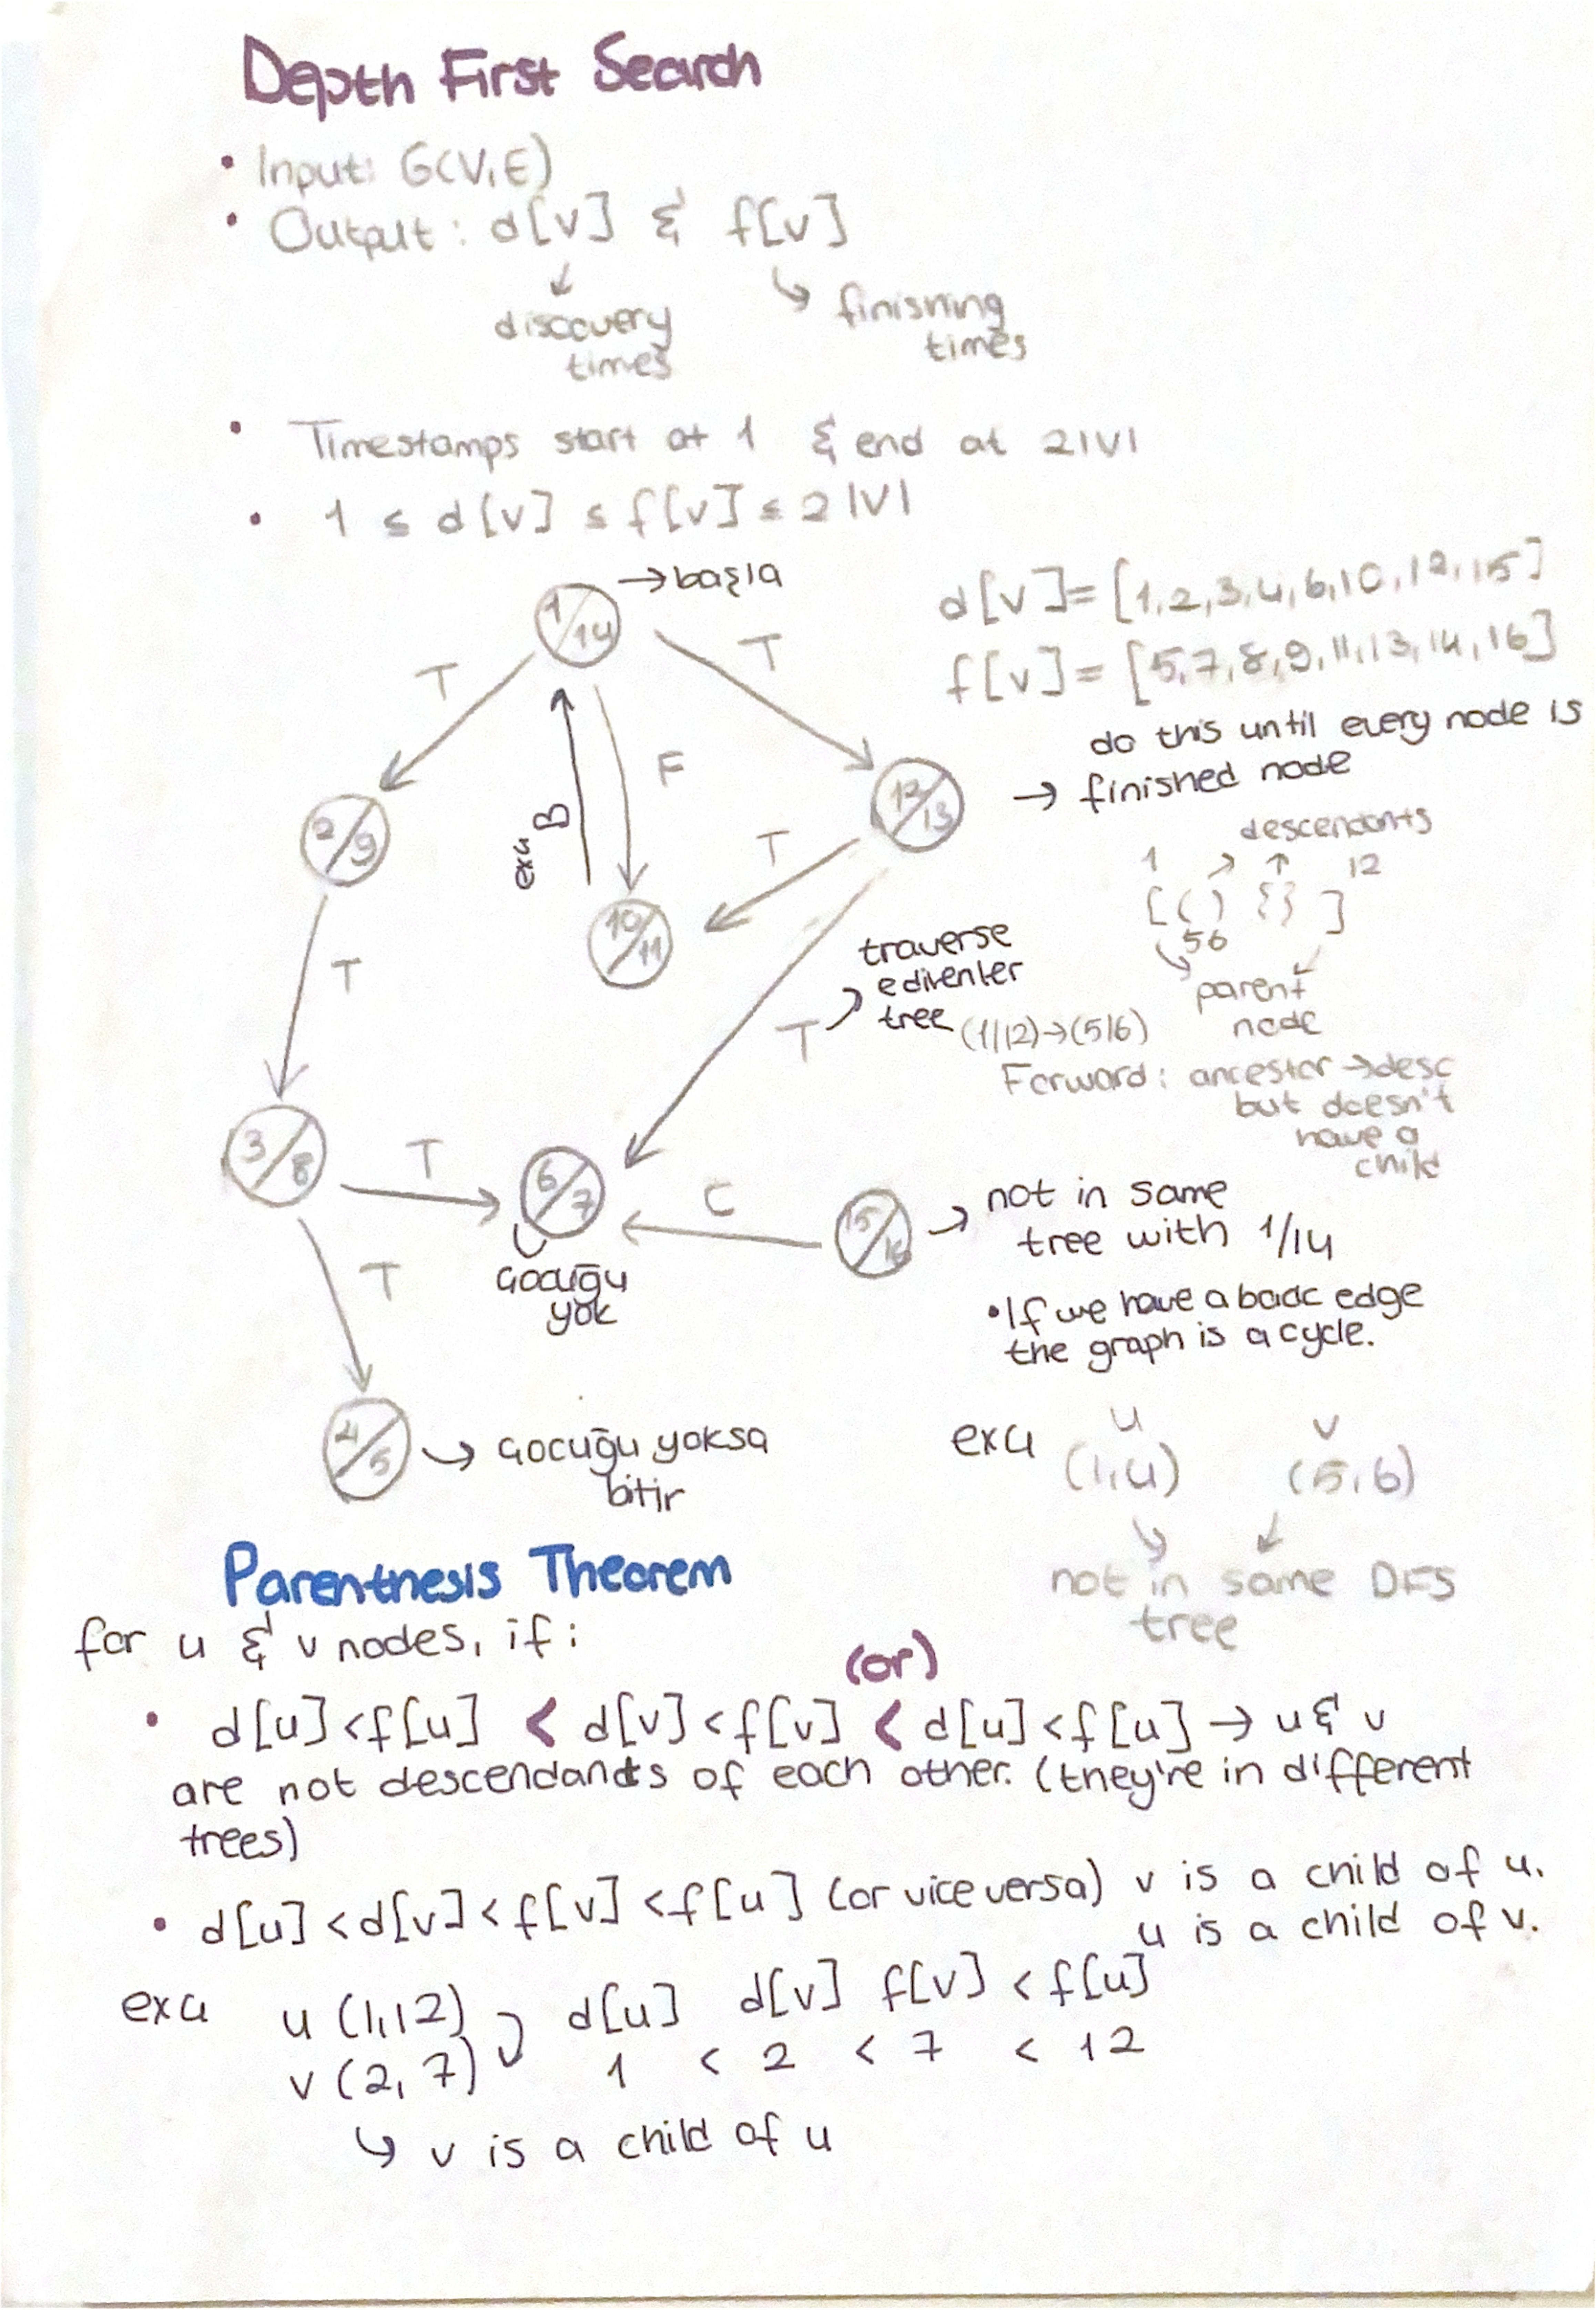 Depth First Search
• Input: G(V,E)
• Output: d[v] & f[v]
discovery times
finishing times
• Timestamps start at 1 & end at 2|V|
• 1 ≤ d[v] ≤ f[v] ≤ 2|V|
→ başla
d[v]=[1,2,3,4,6,10,12,15]
f[v]=[5,7,8,9,11,13,14,16]
1/14
T
T
do this until every node is
→ finished node
F
B
exa
12/13
2/9
T
10/11
descendants
1
12
[() {}]
56
parent
node
T
traverse
edilenler
tree
T
(1/12)→(5/6)
Forward: ancestor→desc
but doesn't
have a
child
3/8
T
6/7
C
15/16
→ not in same
tree with 1/14
çocuğu
yok
T
• If we have a back edge
the graph is a cycle.
4/5
→ çocuğu yoksa
bitir
exa
u
v
(1,4)
(5,6)
not in same DFS
tree
Parenthesis Theorem
for u & v nodes, if:
(or)
• d[u]<f[u] < d[v]<f[v] < d[u]<f[u] → u & v
are not descendants of each other. (they're in different
trees)
• d[u]<d[v]<f[v]<f[u] (or vice versa) v is a child of u.
u is a child of v.
exa u (1,12) d[u] d[v] f[v] < f[u]
v (2,7) 1 < 2 < 7 < 12
↳ v is a child of u